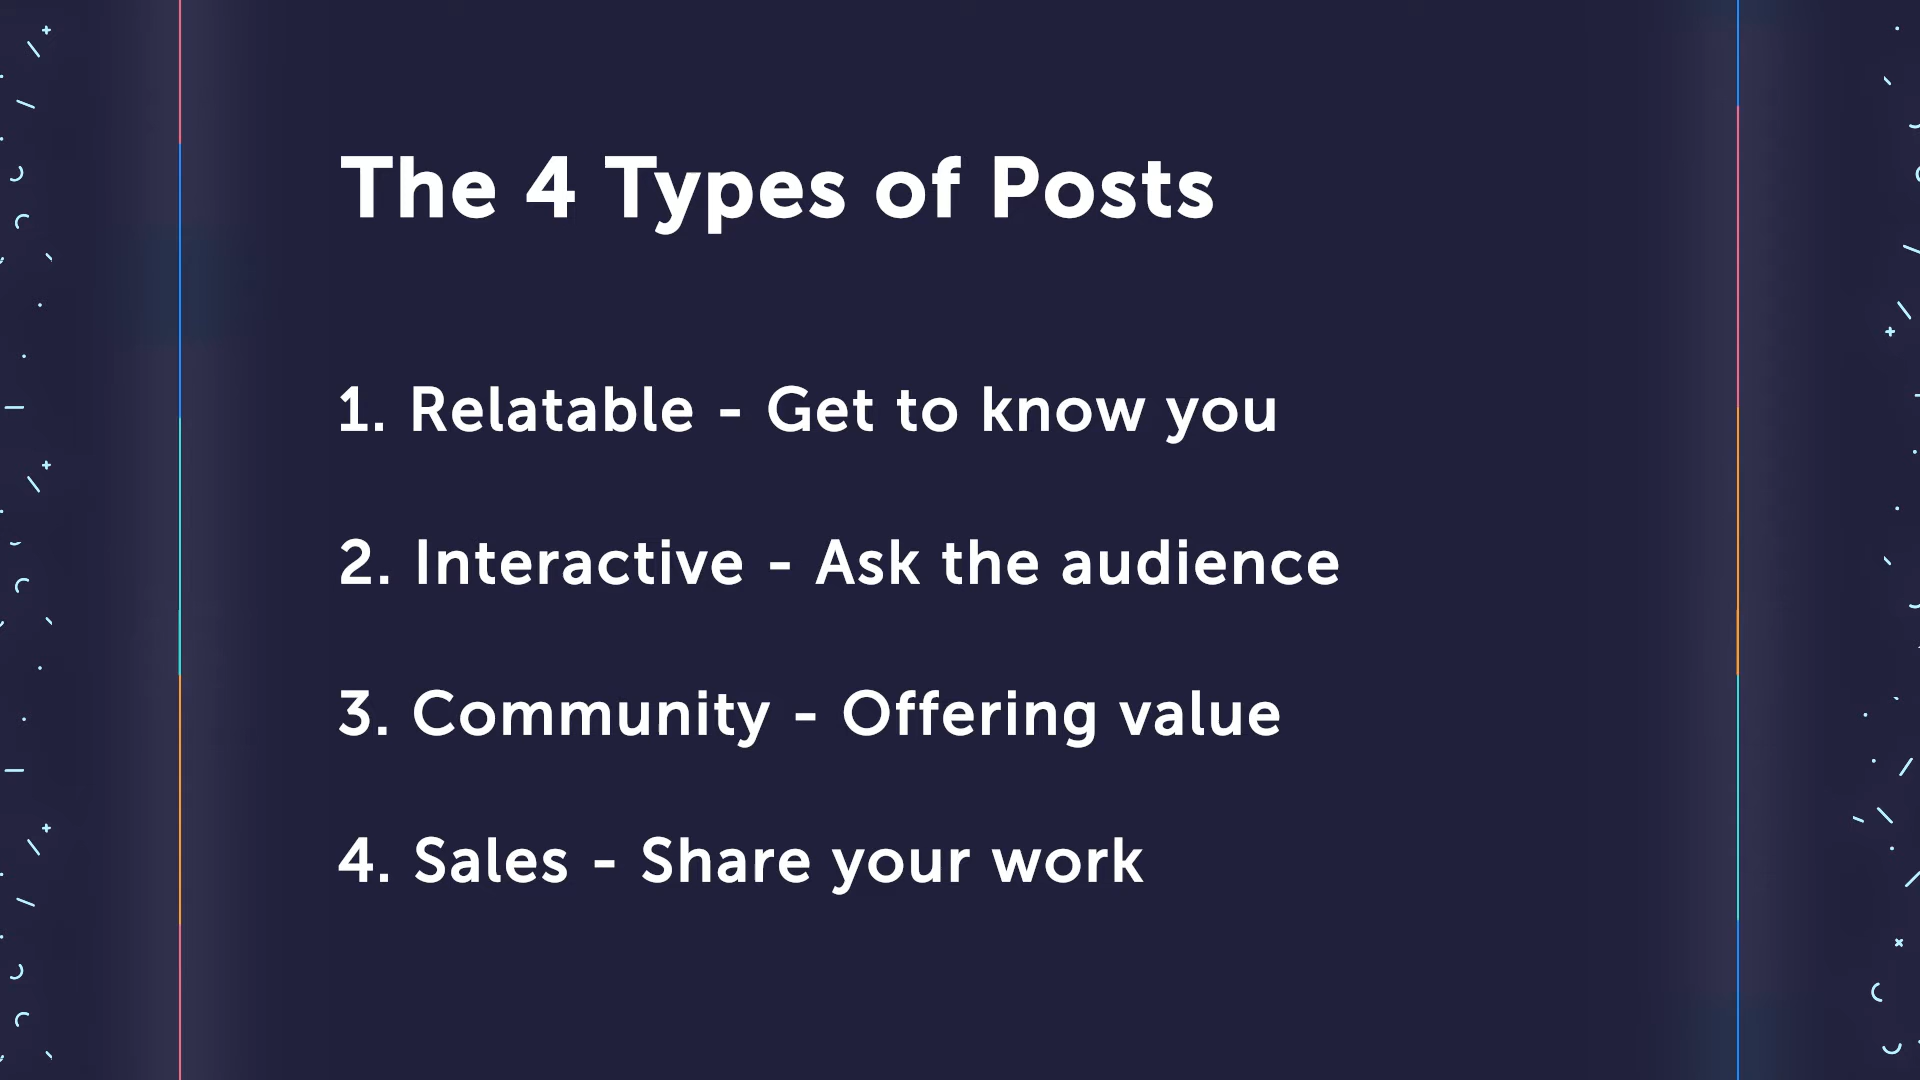 The 4 Types of Posts
1. Relatable - Get to know you
2. Interactive - Ask the audience
3. Community - Offering value
4. Sales - Share your work